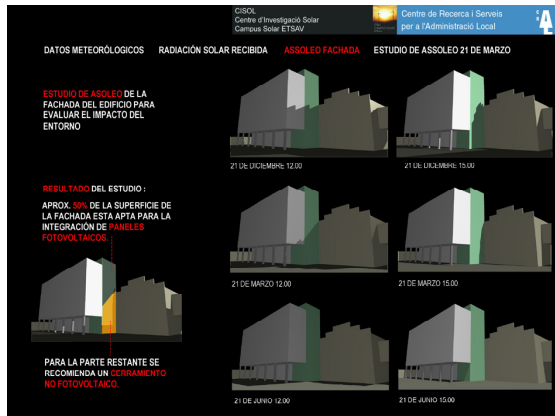 CISOL
Centre d'Investigació Solar
Campus Solar ETSAV
Centre de Recerca i Serveis
per a l'Administració Local
DATOS METEORÓLOGICOS RADIACIÓN SOLAR RECIBIDA ASSOLEO FACHADA ESTUDIO DE ASSOLEO 21 DE MARZO
ESTUDIO DE ASOLEO DE LA
FACHADA DEL EDIFICIO PARA
EVALUAR EL IMPACTO DEL
ENTORNO
21 DE DICIEMBRE 12.00
21 DE DICIEMBRE 15.00
RESULTADO DEL ESTUDIO :
APROX. 50% DE LA SUPERFICIE DE
LA FACHADA ESTA APTA PARA LA
INTEGRACIÓN DE PANELES
FOTOVOLTAICOS.
21 DE MARZO 12.00
21 DE MARZO 15.00
PARA LA PARTE RESTANTE SE
RECOMIENDA UN CERRAMIENTO
NO FOTOVOLTAICO.
21 DE JUNIO 12.00
21 DE JUNIO 15.00